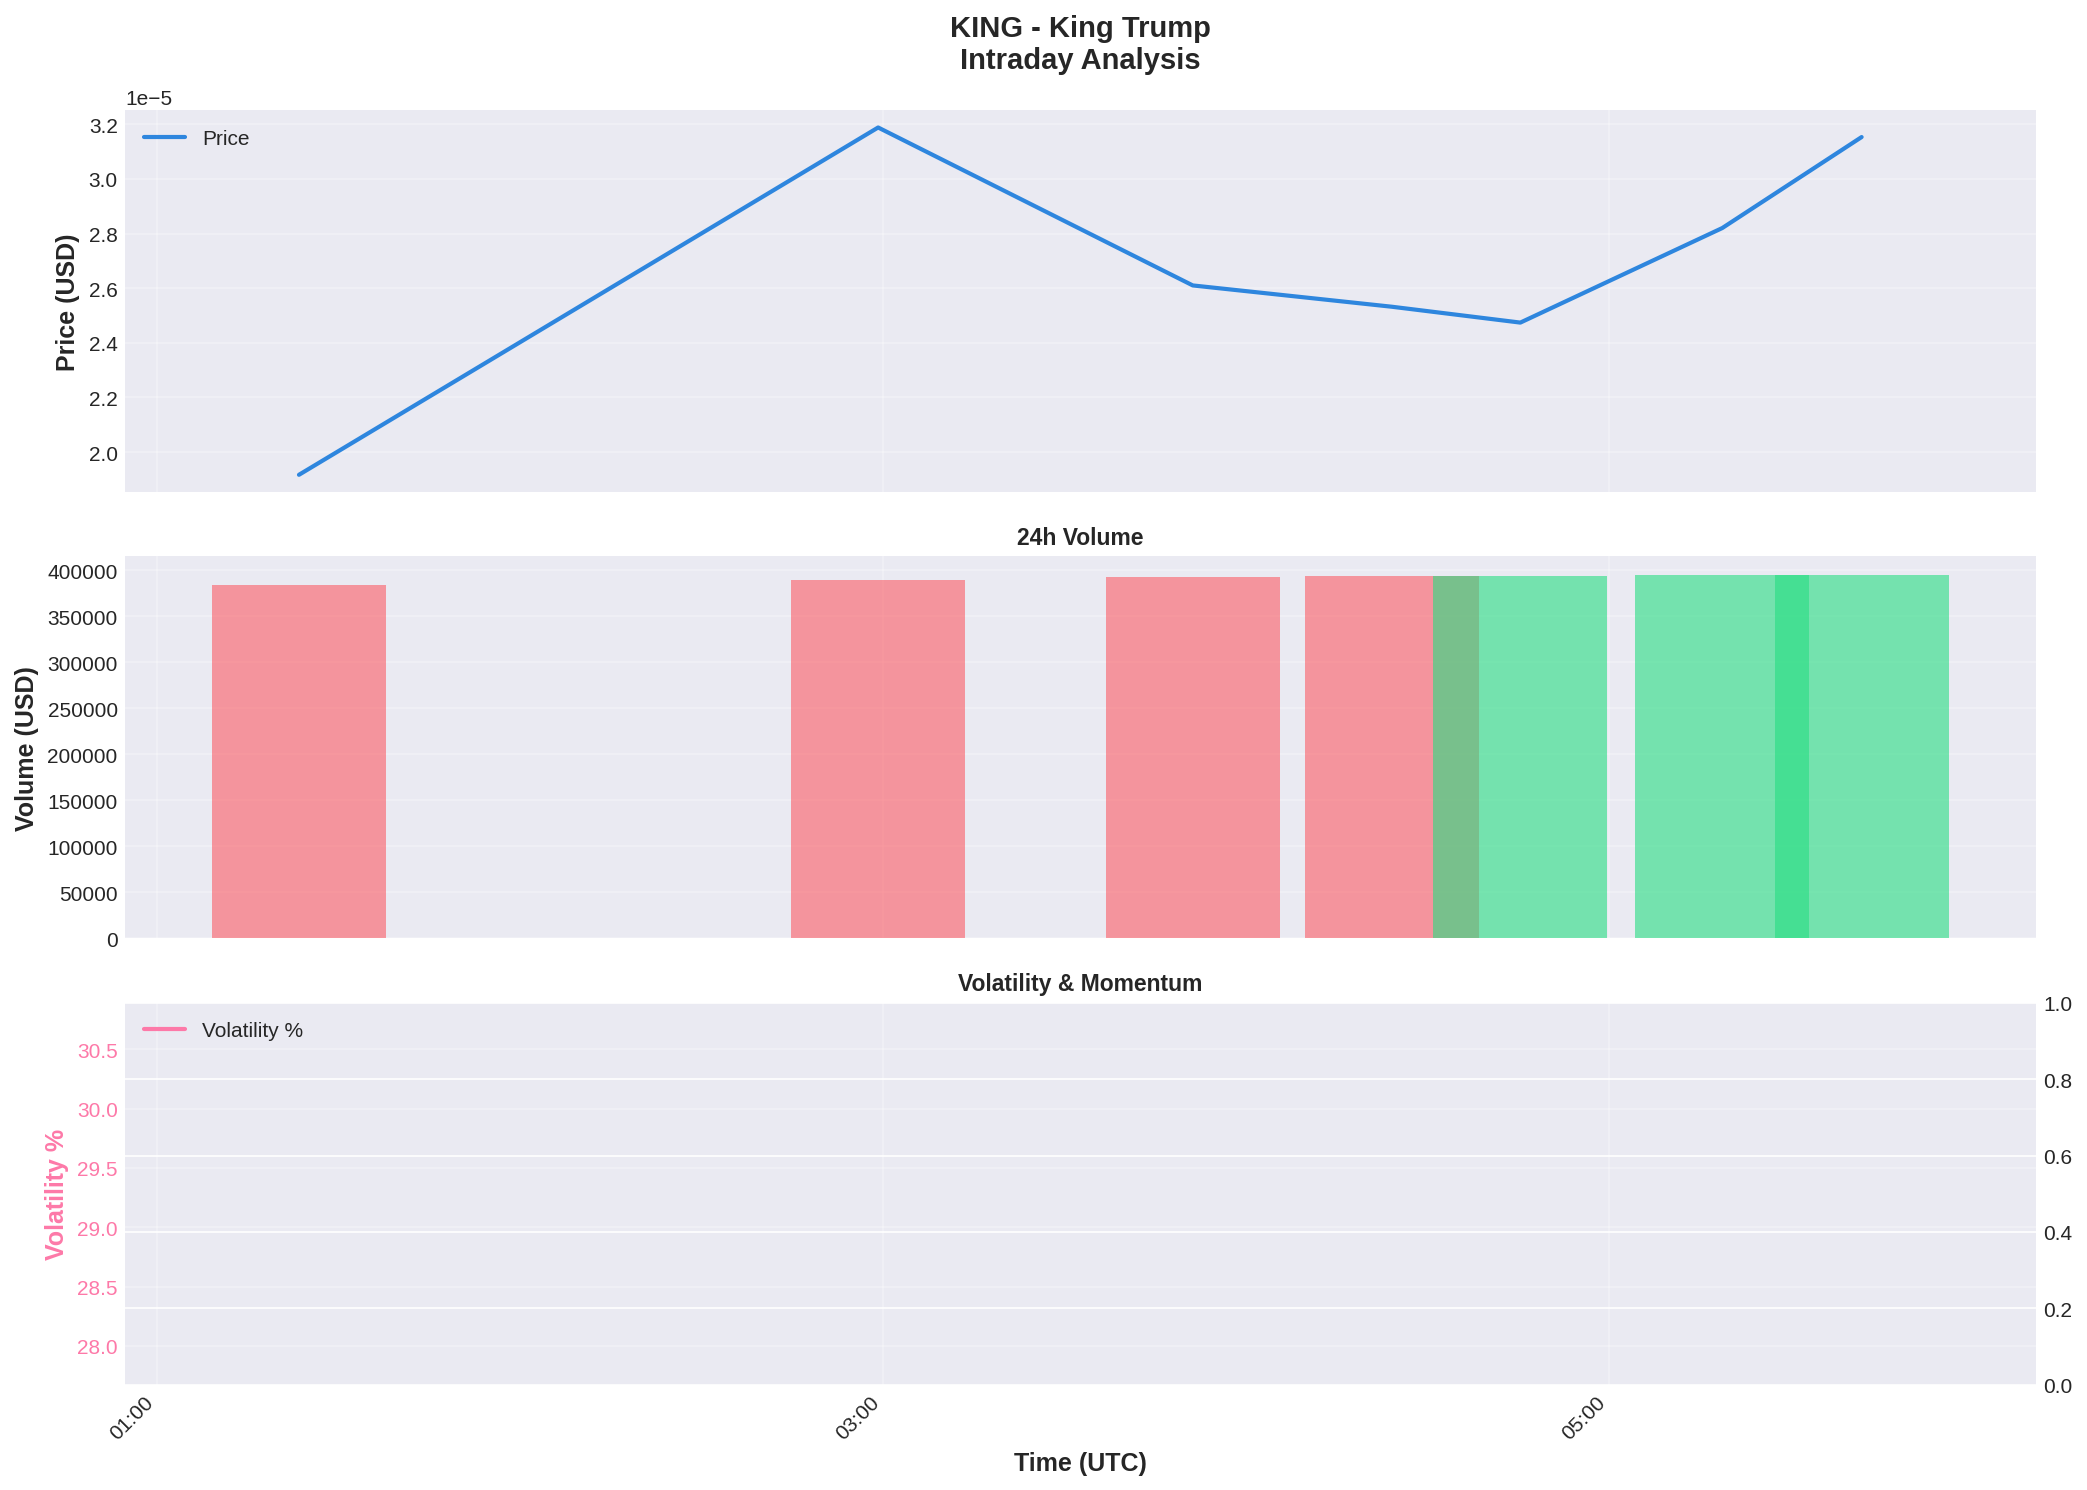 KING - King Trump
Intraday Analysis
1e−5
Price
3.2
3.0
2.8
2.6
2.4
2.2
2.0
Price (USD)
24h Volume
400000
350000
300000
250000
200000
150000
100000
50000
0
Volume (USD)
Volatility & Momentum
Volatility %
30.5
30.0
29.5
29.0
28.5
28.0
Volatility %
1.0
0.8
0.6
0.4
0.2
0.0
01:00
03:00
05:00
Time (UTC)